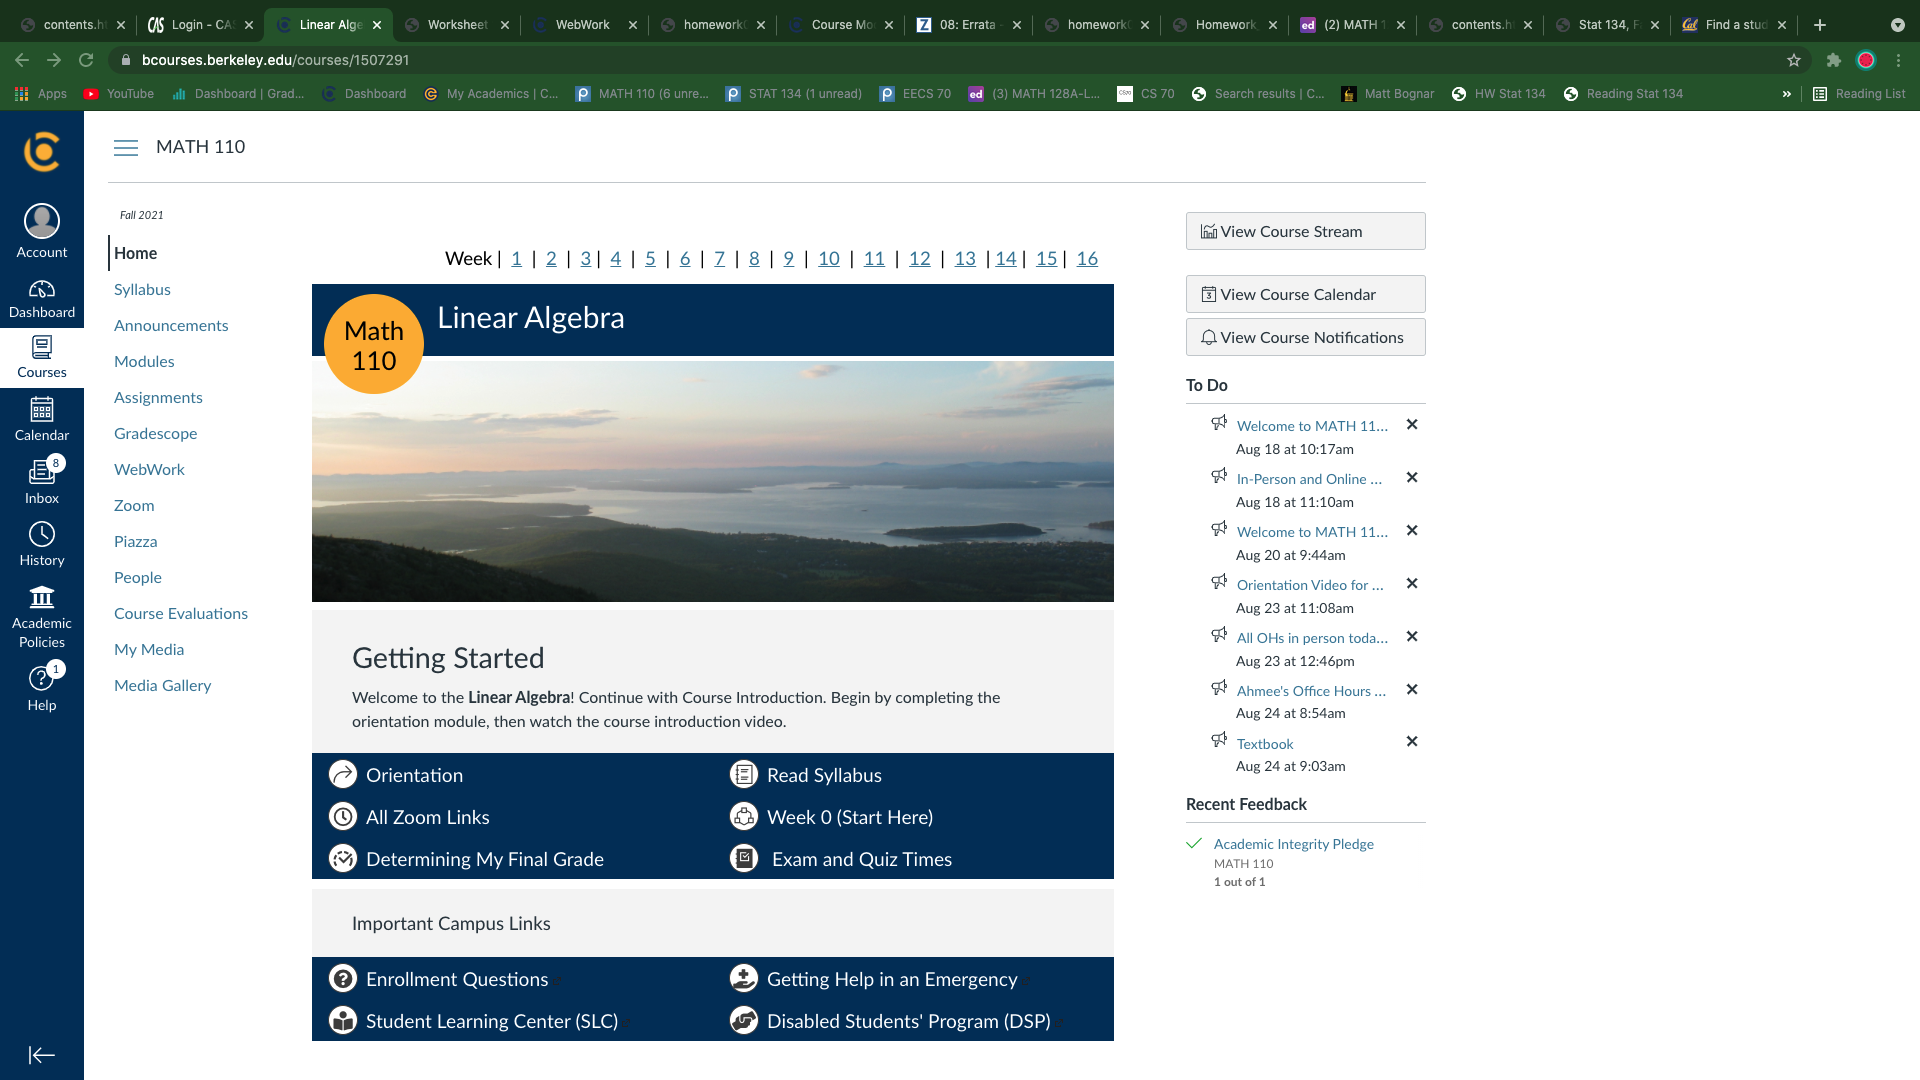 contents.h
Login - CA
Linear Alge
Worksheet
WebWork
homework
Course Mo
08: Errata -
homework
Homework
(2) MATH 1
contents.h
Stat 134, F
Find a stud
bcourses.berkeley.edu/courses/1507291
Apps
YouTube
Dashboard | Grad...
Dashboard
My Academics | C...
MATH 110 (6 unre...
STAT 134 (1 unread)
EECS 70
(3) MATH 128A-L...
CS 70
Search results | C...
Matt Bognar
HW Stat 134
Reading Stat 134
»
Reading List
MATH 110
Account
Dashboard
Courses
Calendar
8
Inbox
History
Academic
Policies
1
Help
Fall 2021
Home
Syllabus
Announcements
Modules
Assignments
Gradescope
WebWork
Zoom
Piazza
People
Course Evaluations
My Media
Media Gallery
Week | 1 | 2 | 3 | 4 | 5 | 6 | 7 | 8 | 9 | 10 | 11 | 12 | 13 | 14 | 15 | 16
Math
110
Linear Algebra
Getting Started
Welcome to the Linear Algebra! Continue with Course Introduction. Begin by completing the
orientation module, then watch the course introduction video.
Orientation
Read Syllabus
All Zoom Links
Week 0 (Start Here)
Determining My Final Grade
Exam and Quiz Times
Important Campus Links
Enrollment Questions
Getting Help in an Emergency
Student Learning Center (SLC)
Disabled Students' Program (DSP)
View Course Stream
View Course Calendar
View Course Notifications
To Do
Welcome to MATH 11...
Aug 18 at 10:17am
In-Person and Online ...
Aug 18 at 11:10am
Welcome to MATH 11...
Aug 20 at 9:44am
Orientation Video for ...
Aug 23 at 11:08am
All OHs in person toda...
Aug 23 at 12:46pm
Ahmee's Office Hours ...
Aug 24 at 8:54am
Textbook
Aug 24 at 9:03am
Recent Feedback
Academic Integrity Pledge
MATH 110
1 out of 1